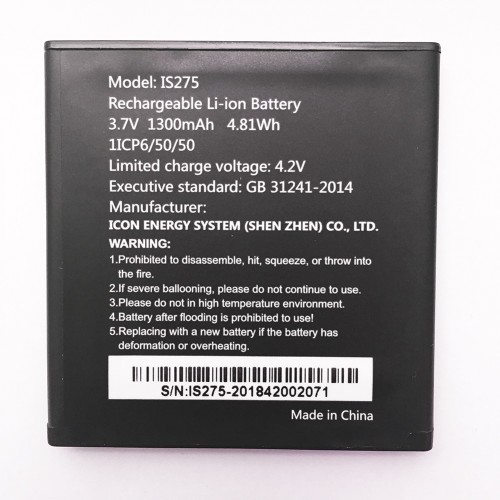 Model: IS275
Rechargeable Li-ion Battery
3.7V 1300mAh 4.81Wh
1ICP6/50/50
Limited charge voltage: 4.2V
Executive standard: GB 31241-2014
Manufacturer:
ICON ENERGY SYSTEM (SHEN ZHEN) CO., LTD.
WARNING:
1.Prohibited to disassemble, hit, squeeze, or throw into
the fire.
2.If severe ballooning, please do not continue to use.
3.Please do not in high temperature environment.
4.Battery after flooding is prohibited to use!
5.Replacing with a new battery if the battery has
deformation or overheating.
S/N:IS275-201842002071
Made in China